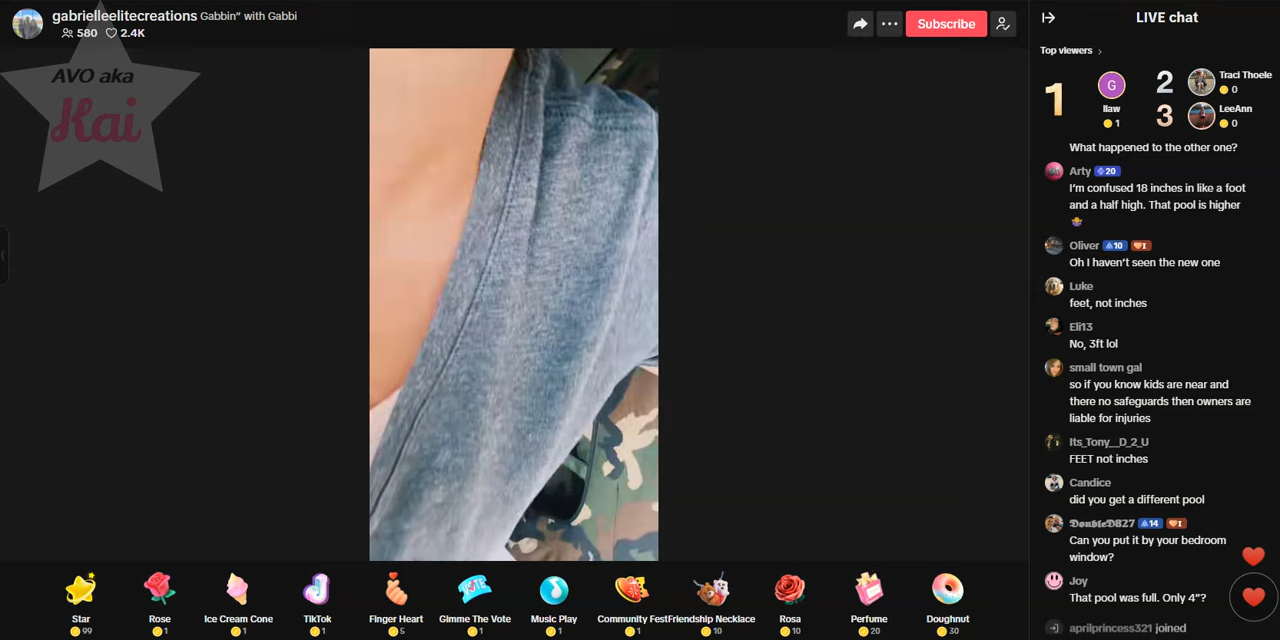 gabrielleelitecreations Gabbin" with Gabbi
580 2.4K
Subscribe
AVO aka
Kai
LIVE chat
Top viewers
1
G
llaw
1
2
Traci Thoele
0
3
LeeAnn
0
What happened to the other one?
Arty 20
I'm confused 18 inches in like a foot
and a half high. That pool is higher
Oliver 10 I
Oh I haven't seen the new one
Luke
feet, not inches
Eli13
No, 3ft lol
small town gal
so if you know kids are near and
there no safeguards then owners are
liable for injuries
Its_Tony__D_2_U
FEET not inches
Candice
did you get a different pool
𝕯𝖔𝖚𝖇𝖑𝖊𝕯827 14 I
Can you put it by your bedroom
window?
Joy
That pool was full. Only 4"?
aprilprincess321 joined
VOTE
Star
99
Rose
1
Ice Cream Cone
1
TikTok
1
Finger Heart
5
Gimme The Vote
1
Music Play
1
Community Fest
1
Friendship Necklace
10
Rosa
10
Perfume
20
Doughnut
30